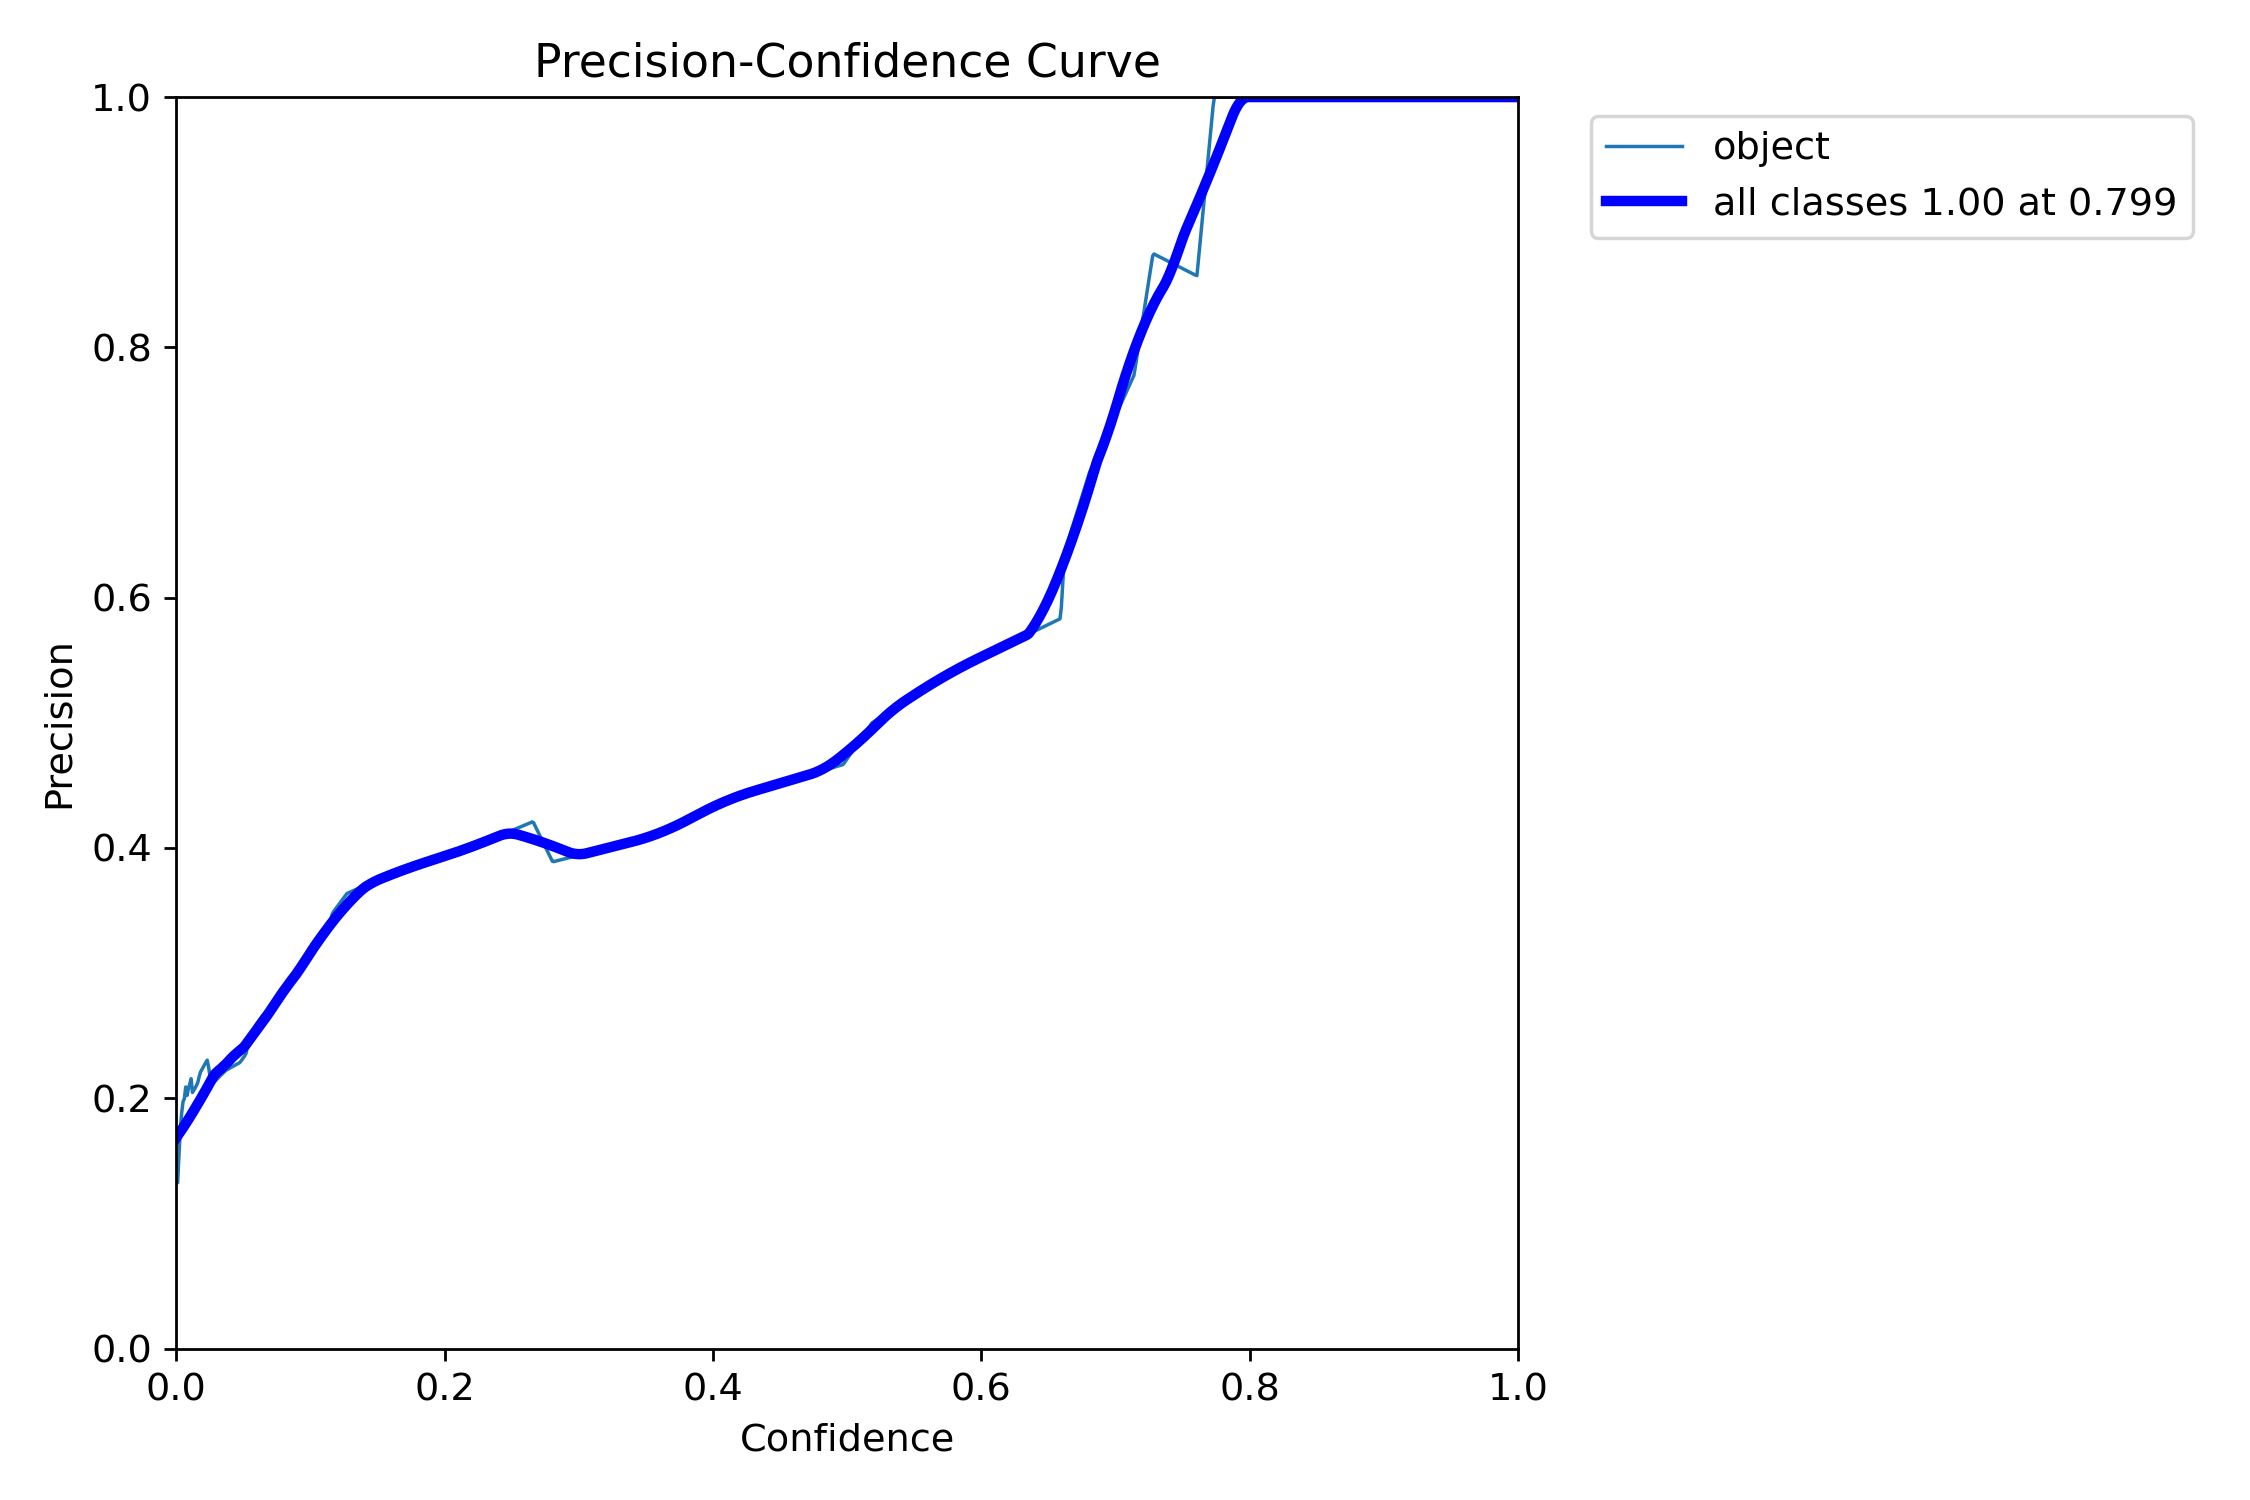 Precision-Confidence Curve
1.0
0.8
0.6
0.4
0.2
0.0
Precision
0.0 0.2 0.4 0.6 0.8 1.0
Confidence
object
all classes 1.00 at 0.799